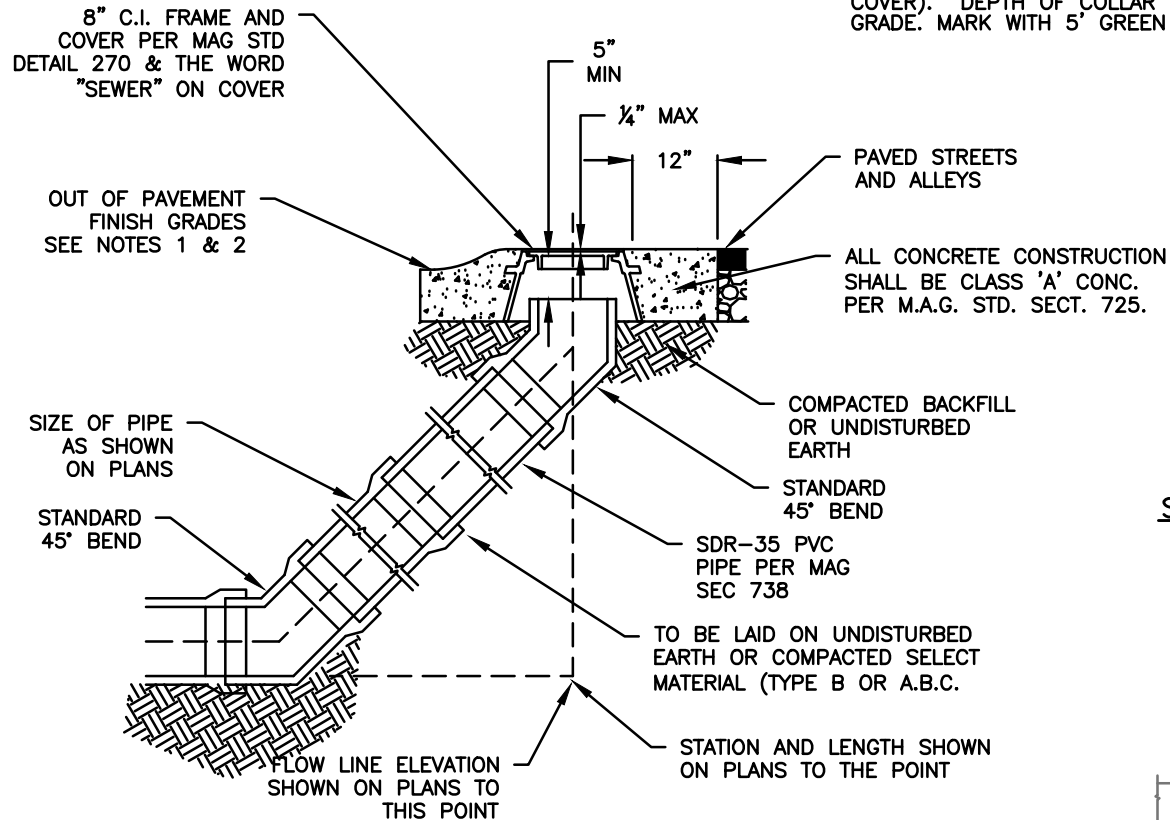 8" C.I. FRAME AND
COVER PER MAG STD
DETAIL 270 & THE WORD
"SEWER" ON COVER
DEPTH OF COLLAR
GRADE. MARK WITH 5' GREEN
5"
MIN
¼" MAX
12"
PAVED STREETS
AND ALLEYS
OUT OF PAVEMENT
FINISH GRADES
SEE NOTES 1 & 2
ALL CONCRETE CONSTRUCTION
SHALL BE CLASS 'A' CONC.
PER M.A.G. STD. SECT. 725.
COMPACTED BACKFILL
OR UNDISTURBED
EARTH
SIZE OF PIPE
AS SHOWN
ON PLANS
STANDARD
45° BEND
STANDARD
45° BEND
SDR-35 PVC
PIPE PER MAG
SEC 738
TO BE LAID ON UNDISTURBED
EARTH OR COMPACTED SELECT
MATERIAL (TYPE B OR A.B.C.
STATION AND LENGTH SHOWN
ON PLANS TO THE POINT
FLOW LINE ELEVATION
SHOWN ON PLANS TO
THIS POINT